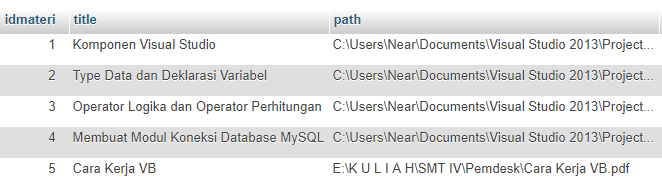 idmateri title path
1 Komponen Visual Studio C:\Users\Near\Documents\Visual Studio 2013\Project...
2 Type Data dan Deklarasi Variabel C:\Users\Near\Documents\Visual Studio 2013\Project...
3 Operator Logika dan Operator Perhitungan C:\Users\Near\Documents\Visual Studio 2013\Project...
4 Membuat Modul Koneksi Database MySQL C:\Users\Near\Documents\Visual Studio 2013\Project...
5 Cara Kerja VB E:\K U L I A H\SMT IV\Pemdesk\Cara Kerja VB.pdf